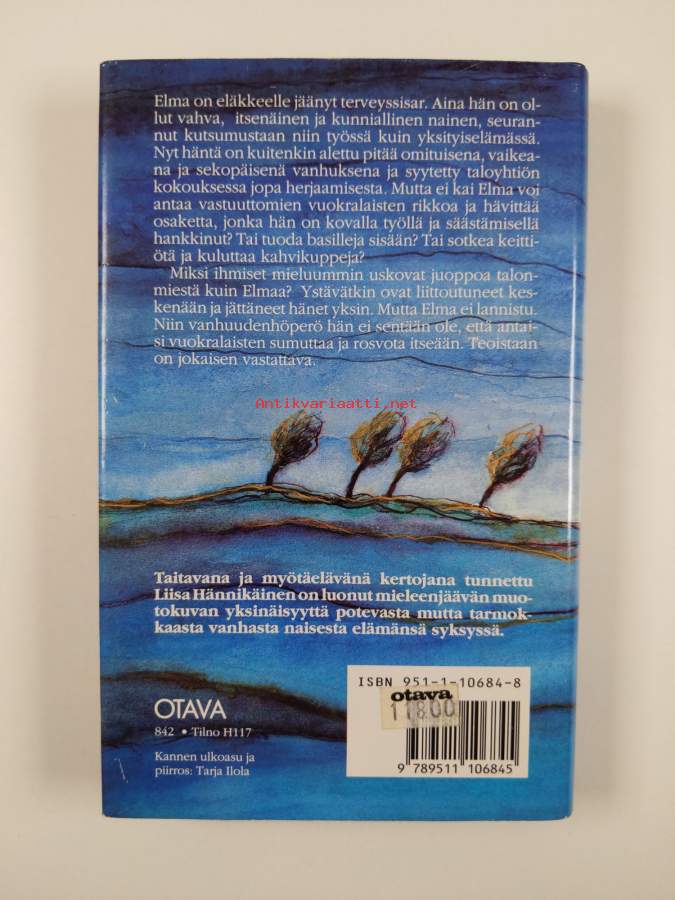 Elma on eläkkeelle jäänyt terveyssisar. Aina hän on ol-
lut vahva, itsenäinen ja kunniallinen nainen, seuran-
nut kutsumustaan niin työssä kuin yksityiselämässä.
Nyt häntä on kuitenkin alettu pitää omituisena, vaikea-
na ja sekopäisenä vanhuksena ja syytetty taloyhtiön
kokouksessa jopa herjaamisesta. Mutta ei kai Elma voi
antaa vastuuttomien vuokralaisten rikkoa ja hävittää
osaketta, jonka hän on kovalla työllä ja säästämisellä
hankkinut? Tai tuoda basilleja sisään? Tai sotkea keitti-
ötä ja kuluttaa kahvikuppeja?
Miksi ihmiset mieluummin uskovat juoppoa talon-
miestä kuin Elmaa? Ystävätkin ovat liittoutuneet kes-
kenään ja jättäneet hänet yksin. Mutta Elma ei lannistu.
Niin vanhuudenhöperö hän ei sentään ole, että antai-
si vuokralaisten sumuttaa ja rosvota itseään. Teoistaan
on jokaisen vastattava.
Antikvariaatti.net
Taitavana ja myötäelävänä kertojana tunnettu
Liisa Hännikäinen on luonut mieleenjäävän muo-
tokuvan yksinäisyyttä potevasta mutta tarmok-
kaasta vanhasta naisesta elämänsä syksyssä.
ISBN 951-1-10684-8
otava
11800
9 789511 106845
OTAVA
842 • Tilno H117
Kannen ulkoasu ja
piirros: Tarja Ilola